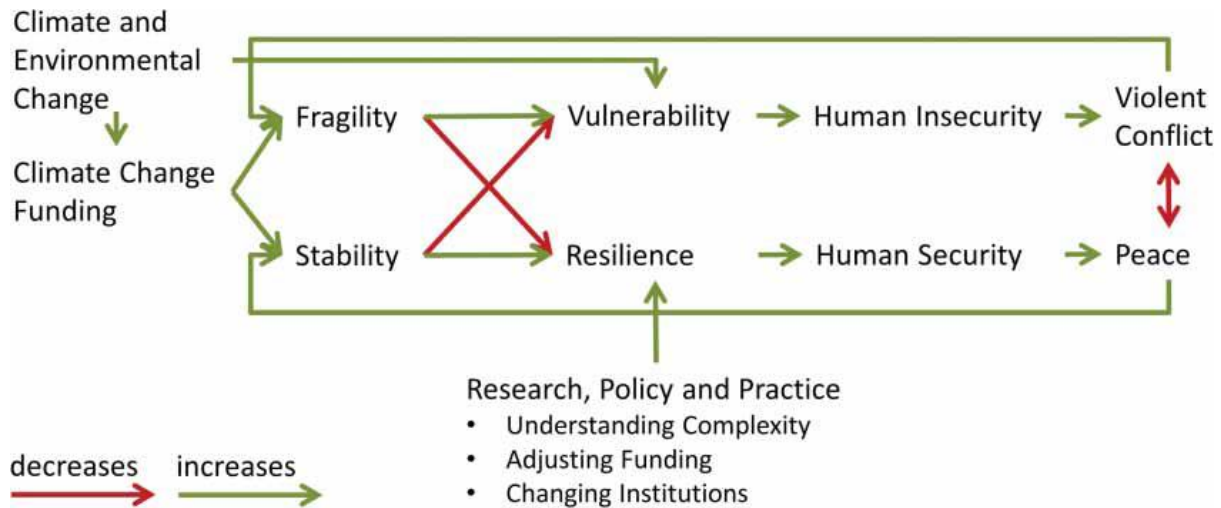 Climate and
Environmental
Change
Climate Change
Funding
Fragility
Vulnerability
Human Insecurity
Violent
Conflict
Stability
Resilience
Human Security
Peace
Research, Policy and Practice
• Understanding Complexity
• Adjusting Funding
• Changing Institutions
decreases
increases